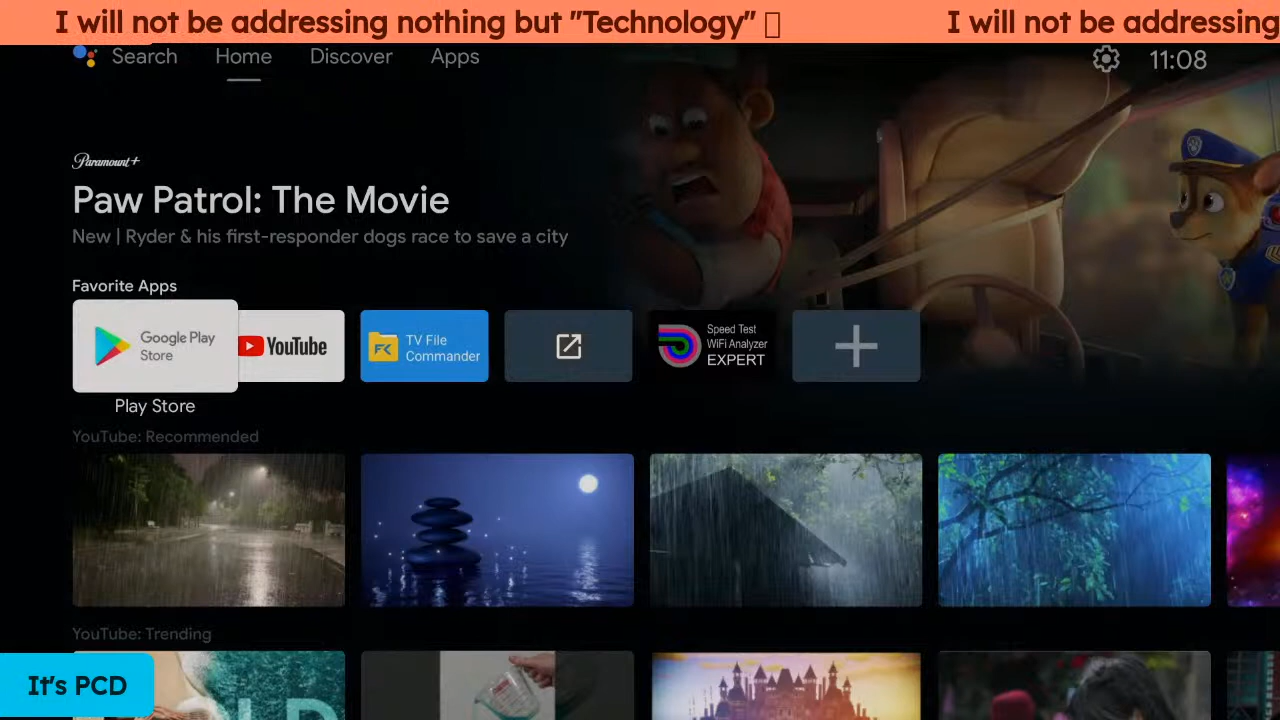 I will not be addressing nothing but "Technology" I will not be addressing
Search Home Discover Apps 11:08
Paramount+
Paw Patrol: The Movie
New | Ryder & his first-responder dogs race to save a city
Favorite Apps
Google Play
Store
YouTube
TV File
Commander
Speed Test
WiFi Analyzer
EXPERT
Play Store
YouTube: Recommended
YouTube: Trending
It's PCD